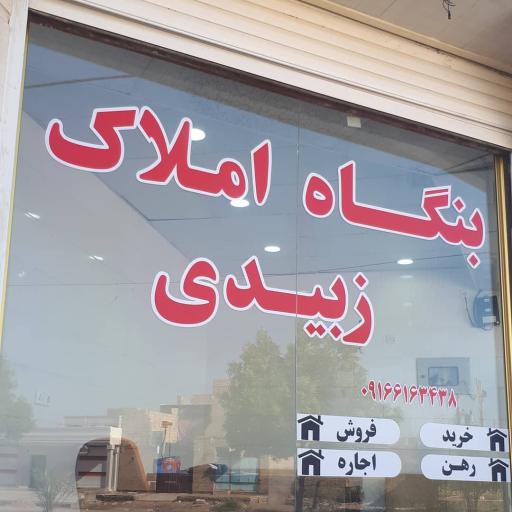 بنگاه املاک
زبیدی
۰۹۱۶۶۱۶۳۴۳۸
خرید فروش
رهن اجاره